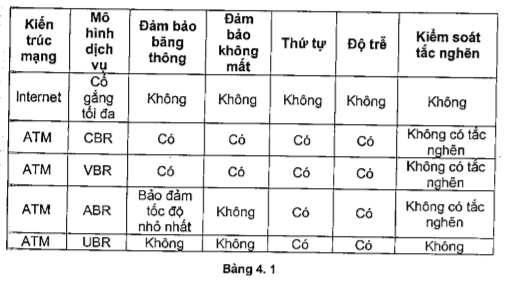 Kiến trúc mạng | Mô hình dịch vụ | Đảm bảo băng thông | Đảm bảo không mất | Thứ tự | Độ trễ | Kiểm soát tắc nghẽn
Internet | Cố gắng tối đa | Không | Không | Không | Không | Không
ATM | CBR | Có | Có | Có | Có | Không có tắc nghẽn
ATM | VBR | Có | Có | Có | Có | Không có tắc nghẽn
ATM | ABR | Bảo đảm tốc độ nhỏ nhất | Không | Có | Có | Không có tắc nghẽn
ATM | UBR | Không | Không | Có | Có | Không
Bảng 4. 1